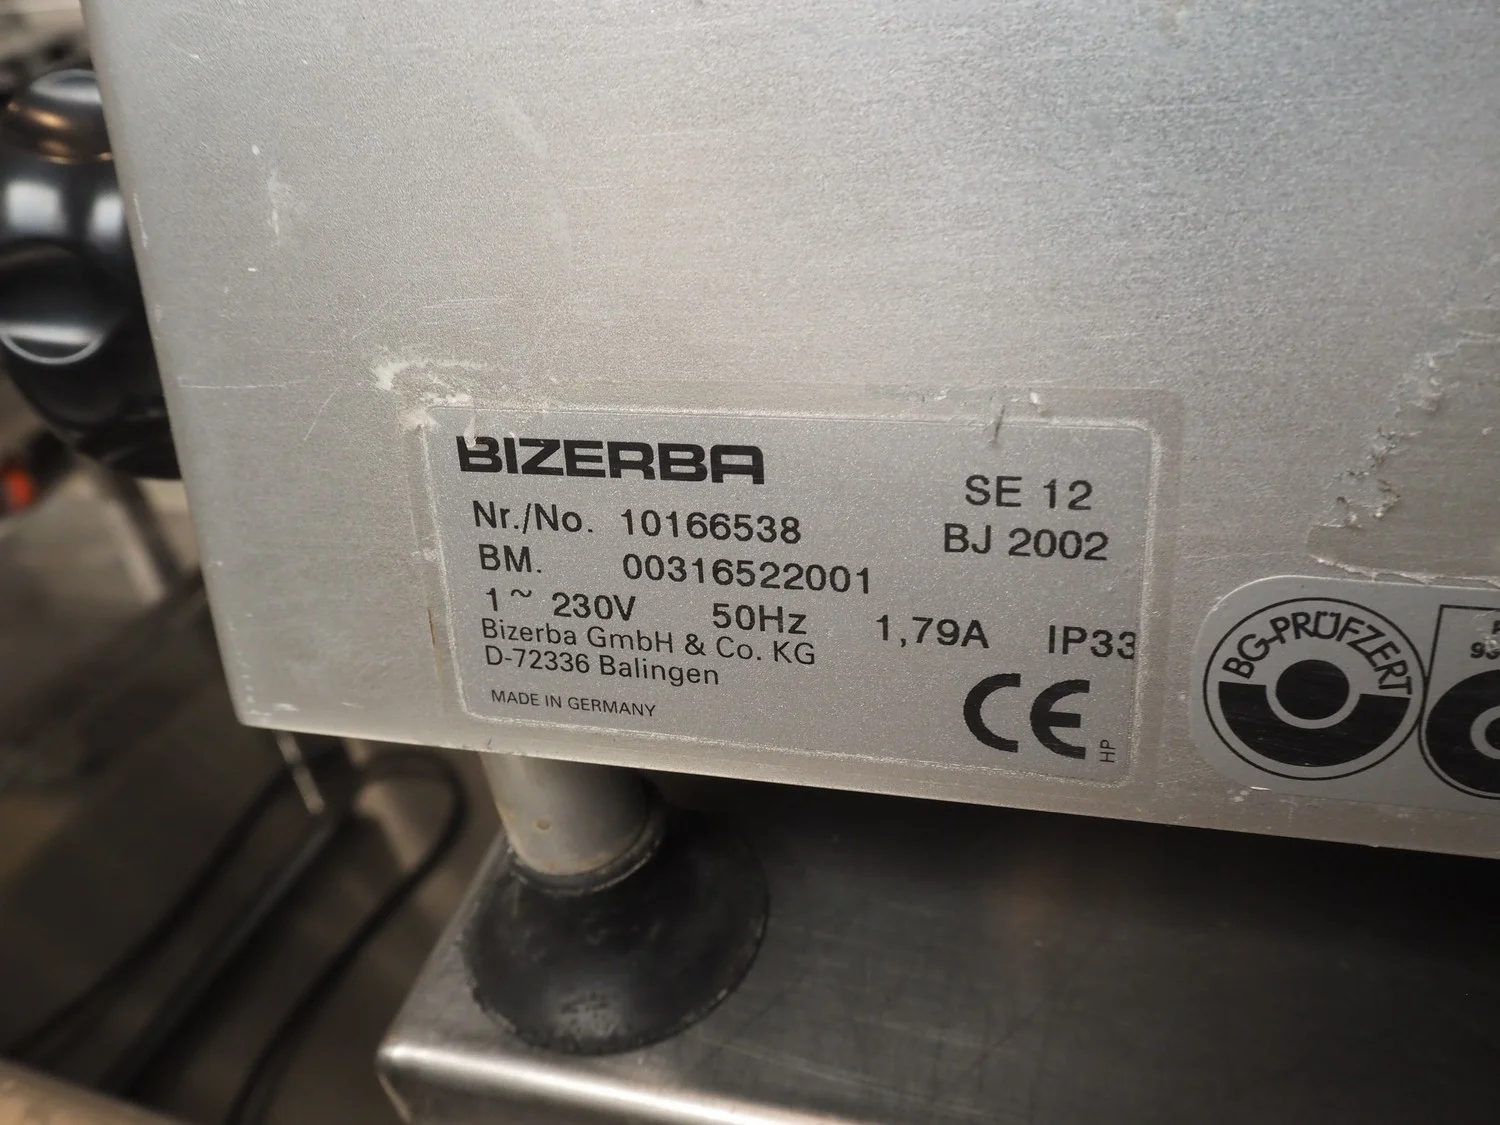 BIZERBA
SE 12
Nr./No. 10166538
BJ 2002
BM. 00316522001
1~ 230V 50Hz 1,79A IP33
Bizerba GmbH & Co. KG
D-72336 Balingen
MADE IN GERMANY
CE
HP
BG-PRÜFZERT